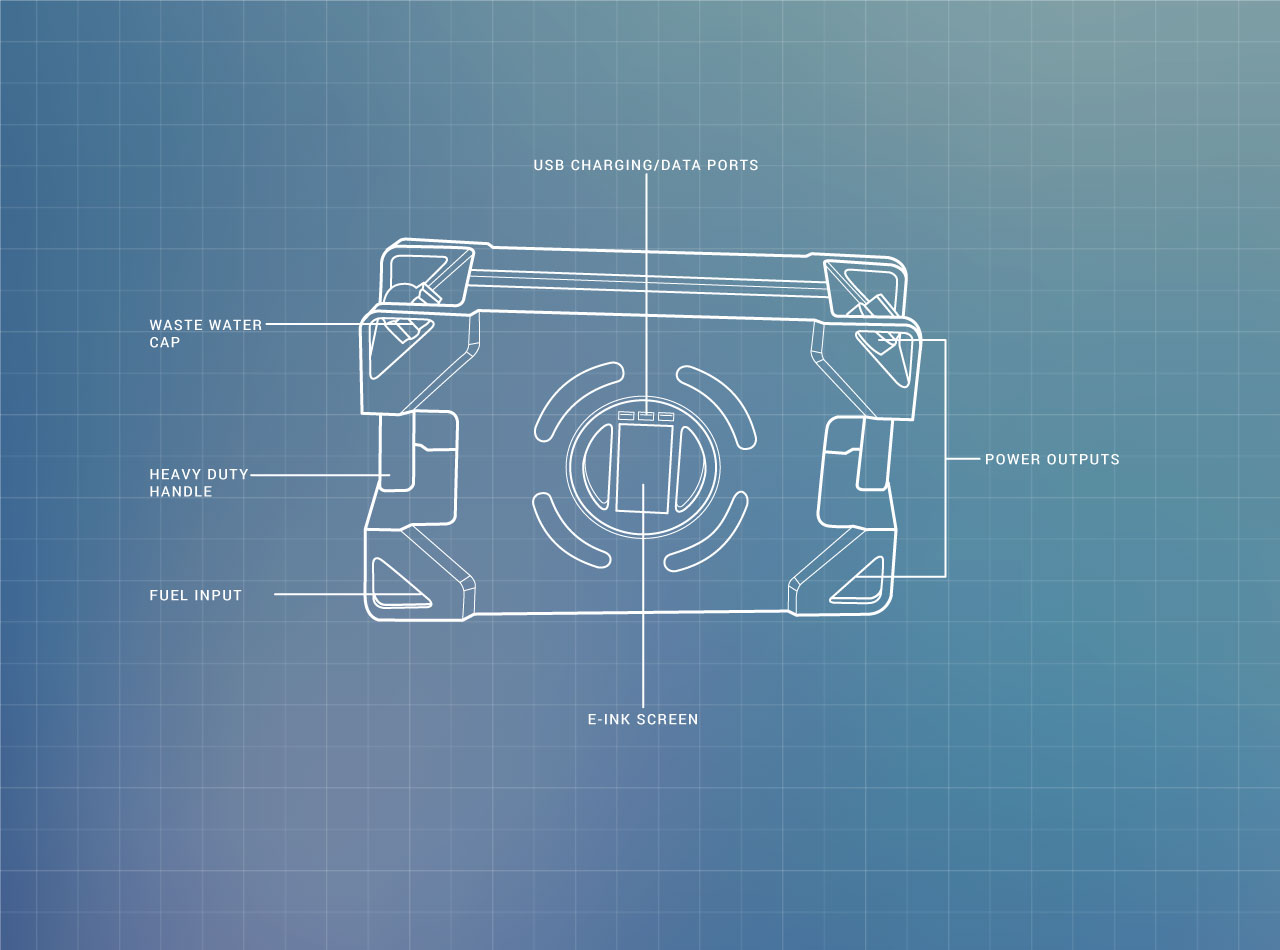 USB CHARGING/DATA PORTS
WASTE WATER
CAP
HEAVY DUTY
HANDLE
POWER OUTPUTS
FUEL INPUT
E-INK SCREEN